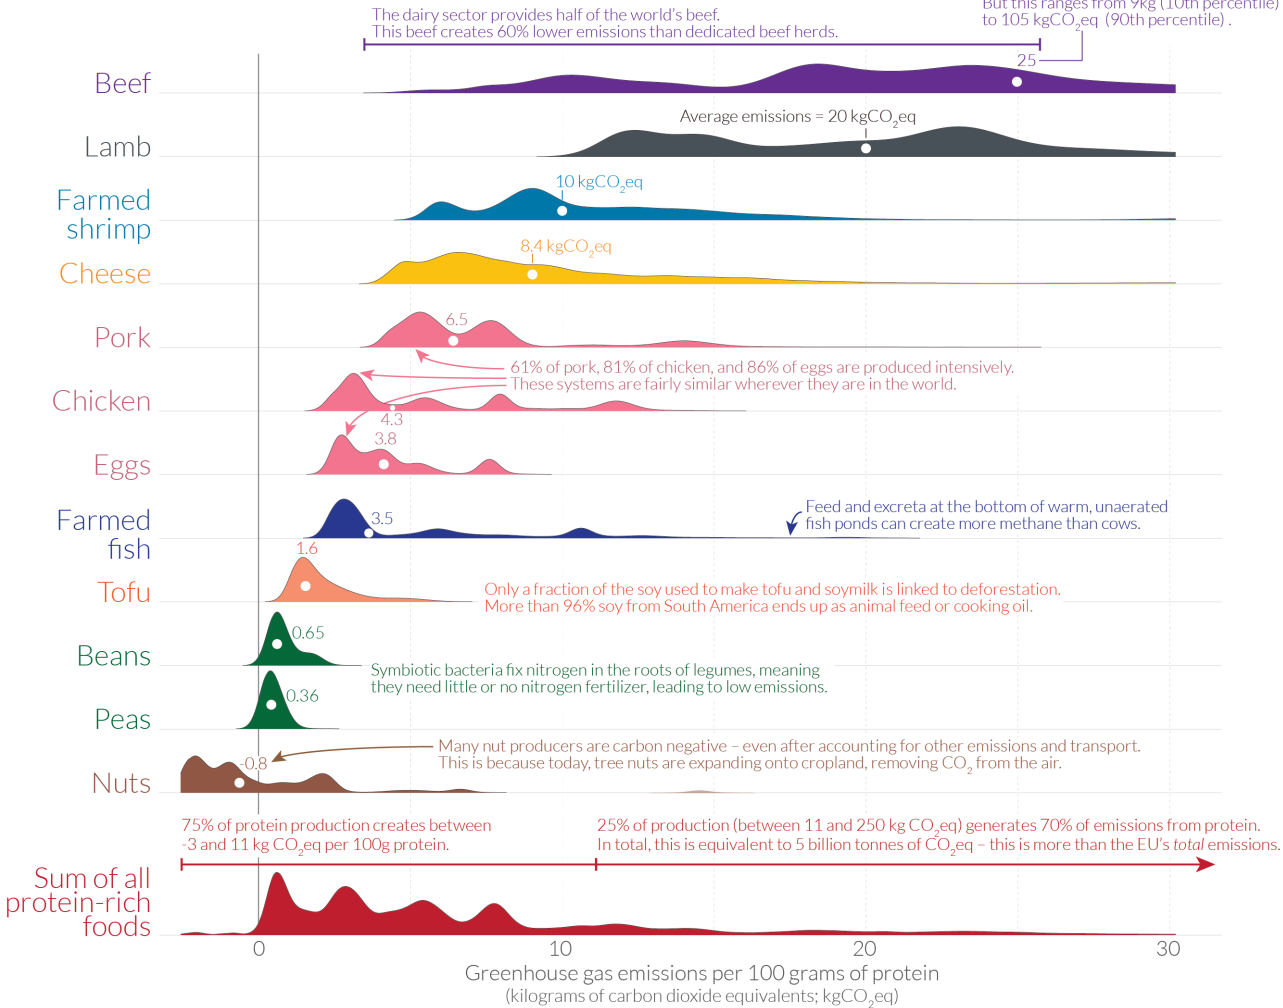 The dairy sector provides half of the world's beef.
This beef creates 60% lower emissions than dedicated beef herds.
But this ranges from 9kg (10th percentile)
to 105 kgCO2eq (90th percentile) .
25
Beef
Average emissions = 20 kgCO2eq
Lamb
10 kgCO2eq
Farmed
shrimp
8.4 kgCO2eq
Cheese
6.5
Pork
61% of pork, 81% of chicken, and 86% of eggs are produced intensively.
These systems are fairly similar wherever they are in the world.
Chicken
4.3
3.8
Eggs
Farmed
fish
3.5
Feed and excreta at the bottom of warm, unaerated
fish ponds can create more methane than cows.
1.6
Tofu
Only a fraction of the soy used to make tofu and soymilk is linked to deforestation.
More than 96% soy from South America ends up as animal feed or cooking oil.
0.65
Beans
Symbiotic bacteria fix nitrogen in the roots of legumes, meaning
they need little or no nitrogen fertilizer, leading to low emissions.
0.36
Peas
Many nut producers are carbon negative – even after accounting for other emissions and transport.
This is because today, tree nuts are expanding onto cropland, removing CO2 from the air.
-0.8
Nuts
75% of protein production creates between
-3 and 11 kg CO2eq per 100g protein.
25% of production (between 11 and 250 kg CO2eq) generates 70% of emissions from protein.
In total, this is equivalent to 5 billion tonnes of CO2eq – this is more than the EU's total emissions.
Sum of all
protein-rich
foods
0 10 20 30
Greenhouse gas emissions per 100 grams of protein
(kilograms of carbon dioxide equivalents; kgCO2eq)